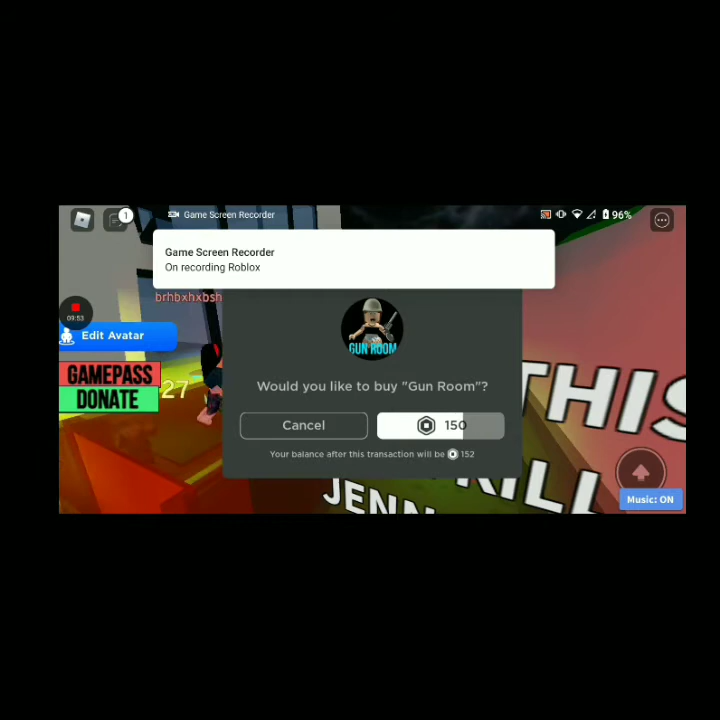 1
Game Screen Recorder
96%
Game Screen Recorder
On recording Roblox
brhbxhxbsh
09:53
Edit Avatar
GUN ROOM
GAMEPASS
27
DONATE
Would you like to buy "Gun Room"?
THIS
Cancel
150
Your balance after this transaction will be 152
KILL
JENN
Music: ON